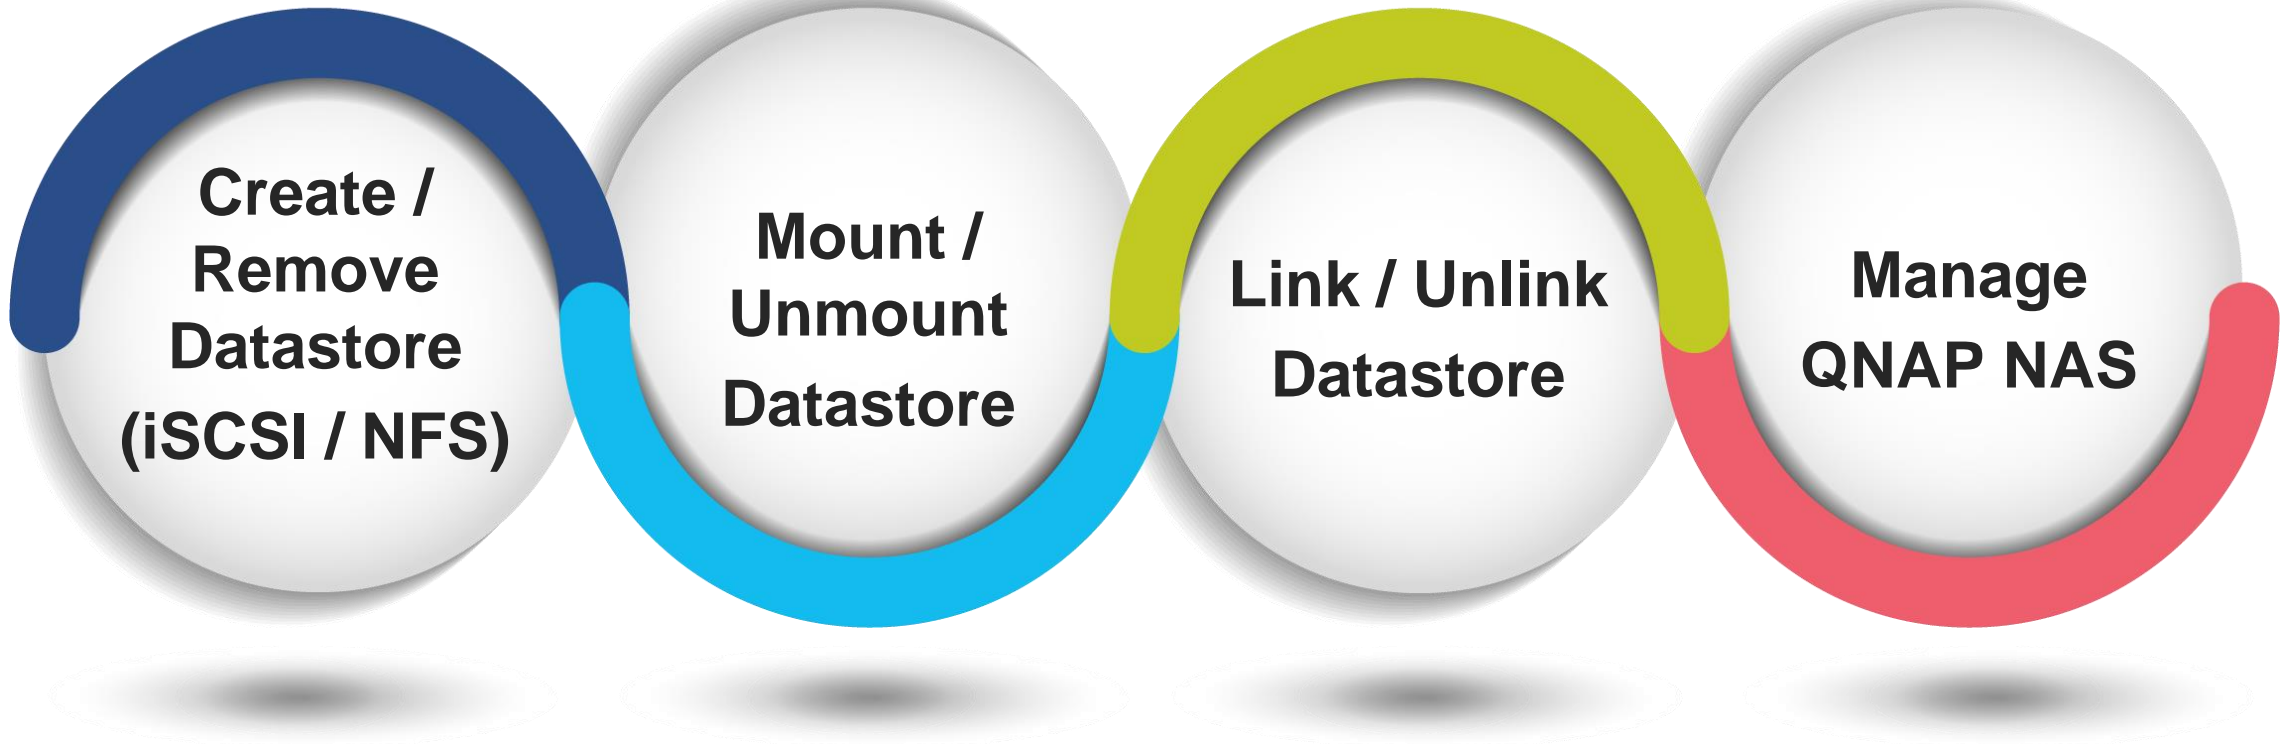 Create /
Remove
Datastore
(iSCSI / NFS)
Mount /
Unmount
Datastore
Link / Unlink
Datastore
Manage
QNAP NAS